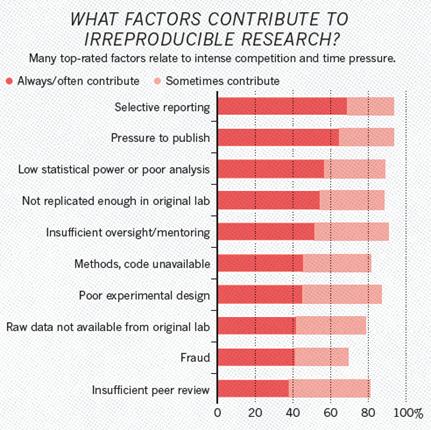 WHAT FACTORS CONTRIBUTE TO
IRREPRODUCIBLE RESEARCH?
Many top-rated factors relate to intense competition and time pressure.
Always/often contribute Sometimes contribute
Selective reporting
Pressure to publish
Low statistical power or poor analysis
Not replicated enough in original lab
Insufficient oversight/mentoring
Methods, code unavailable
Poor experimental design
Raw data not available from original lab
Fraud
Insufficient peer review
0 20 40 60 80 100%